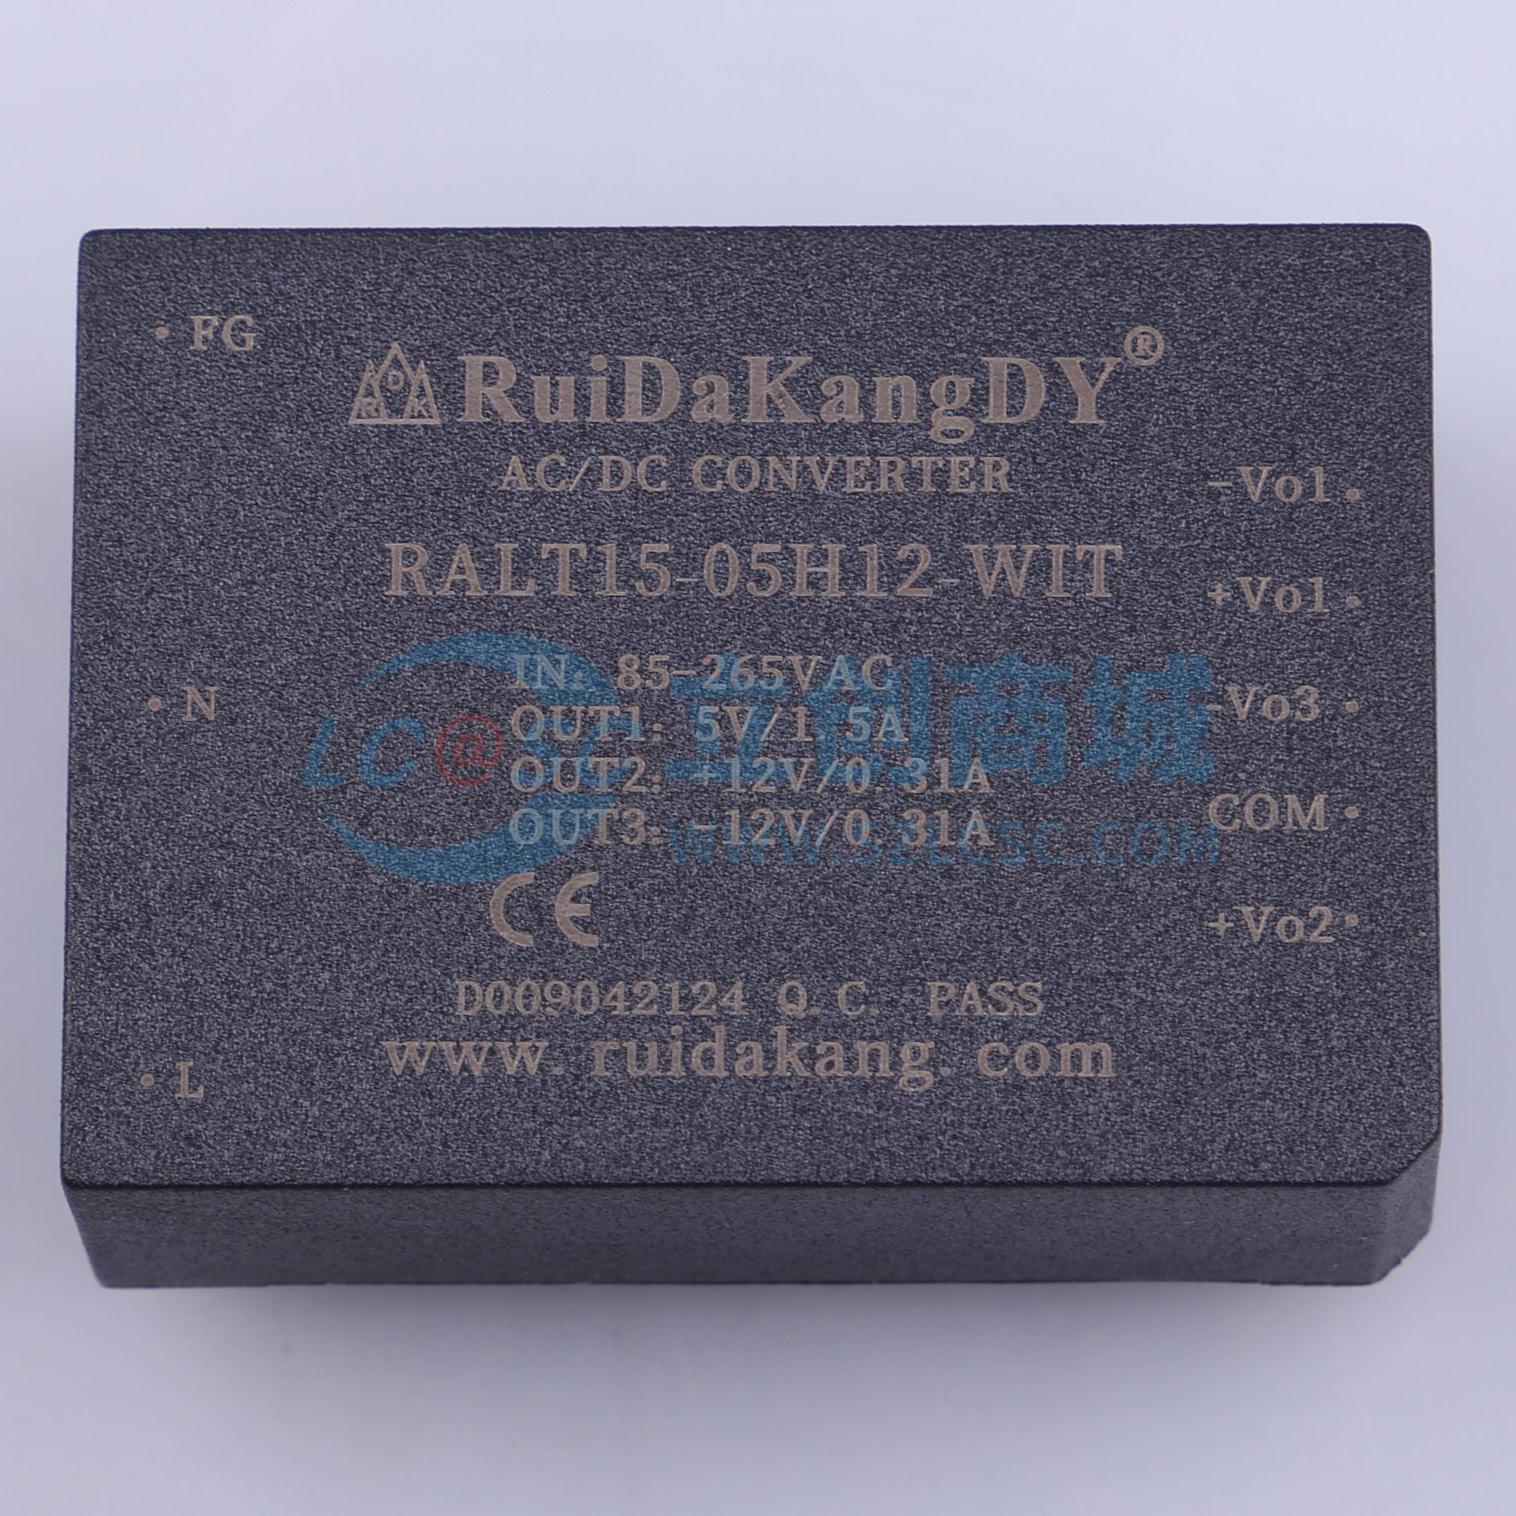 FG
RDK
RuiDaKangDY®
AC/DC CONVERTER
-Vo1
RALT15-05H12-WIT
+Vo1
IN: 85-265VAC
N
-Vo3
OUT1: 5V/1.5A
LC@立创商城
OUT2: +12V/0.31A
COM
OUT3: -12V/0.31A
WWW.SZLCSC.COM
CE
+Vo2
D009042124 Q.C. PASS
www.ruidakang.com
L